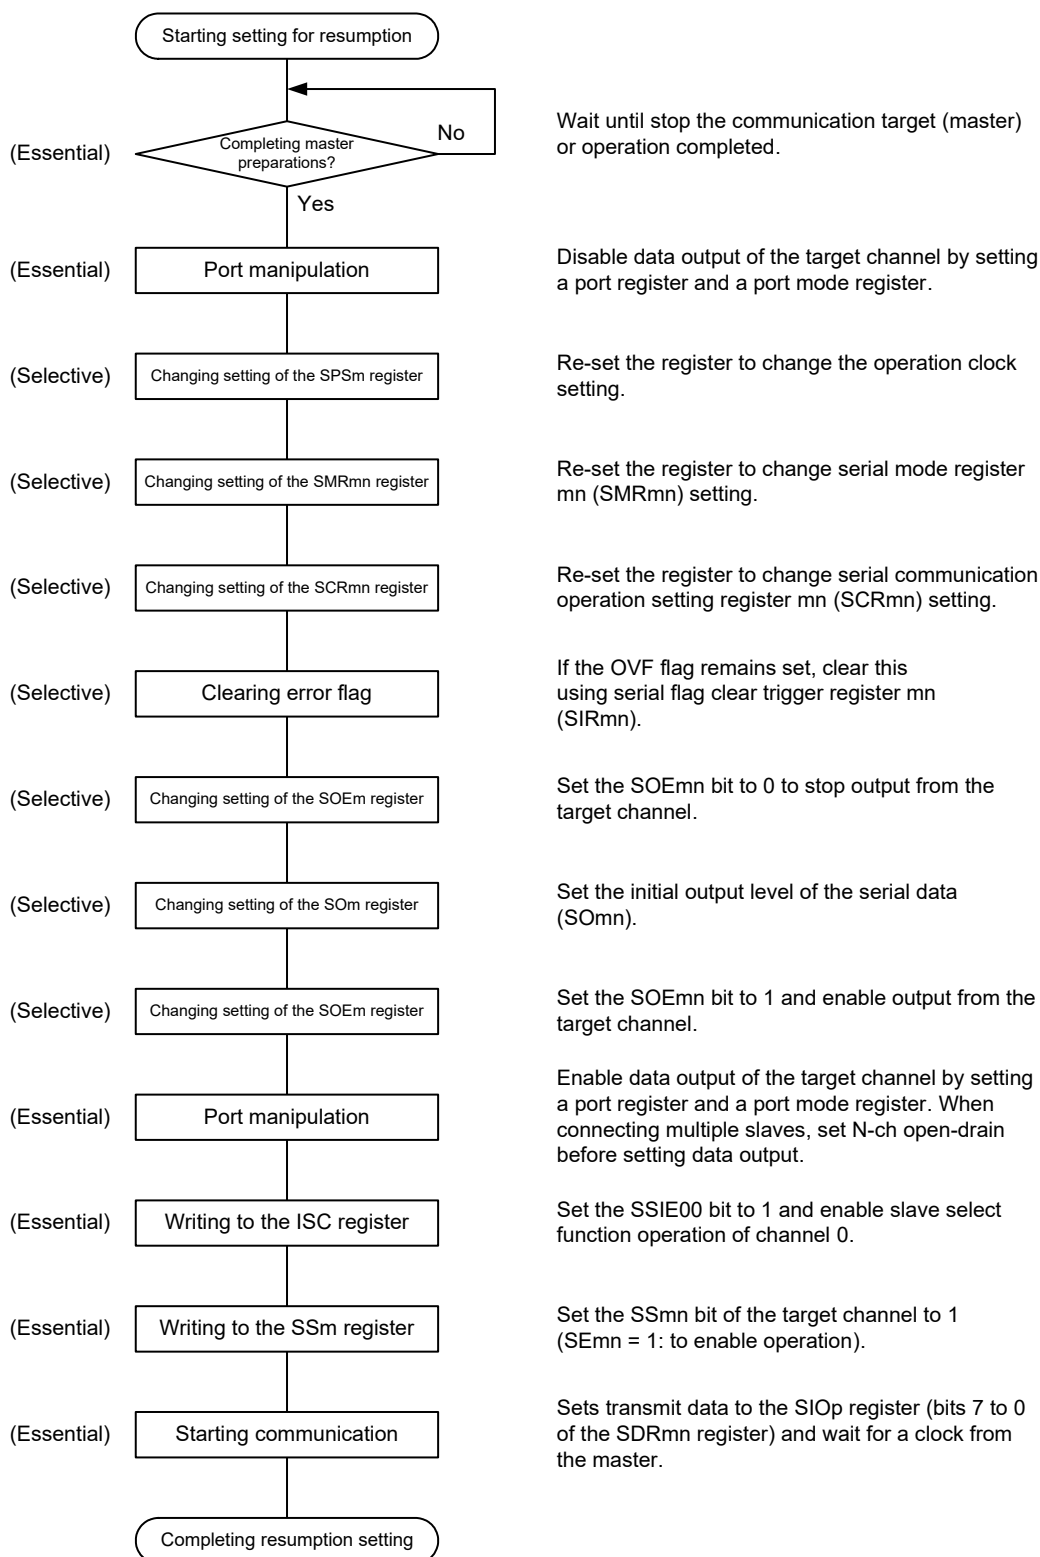 Starting setting for resumption
(Essential)
Completing master
preparations?
No
Yes
Wait until stop the communication target (master)
or operation completed.
(Essential)
Port manipulation
Disable data output of the target channel by setting
a port register and a port mode register.
(Selective)
Changing setting of the SPSm register
Re-set the register to change the operation clock
setting.
(Selective)
Changing setting of the SMRmn register
Re-set the register to change serial mode register
mn (SMRmn) setting.
(Selective)
Changing setting of the SCRmn register
Re-set the register to change serial communication
operation setting register mn (SCRmn) setting.
(Selective)
Clearing error flag
If the OVF flag remains set, clear this
using serial flag clear trigger register mn
(SIRmn).
(Selective)
Changing setting of the SOEm register
Set the SOEmn bit to 0 to stop output from the
target channel.
(Selective)
Changing setting of the SOm register
Set the initial output level of the serial data
(SOmn).
(Selective)
Changing setting of the SOEm register
Set the SOEmn bit to 1 and enable output from the
target channel.
(Essential)
Port manipulation
Enable data output of the target channel by setting
a port register and a port mode register. When
connecting multiple slaves, set N-ch open-drain
before setting data output.
(Essential)
Writing to the ISC register
Set the SSIE00 bit to 1 and enable slave select
function operation of channel 0.
(Essential)
Writing to the SSm register
Set the SSmn bit of the target channel to 1
(SEmn = 1: to enable operation).
(Essential)
Starting communication
Sets transmit data to the SIOp register (bits 7 to 0
of the SDRmn register) and wait for a clock from
the master.
Completing resumption setting